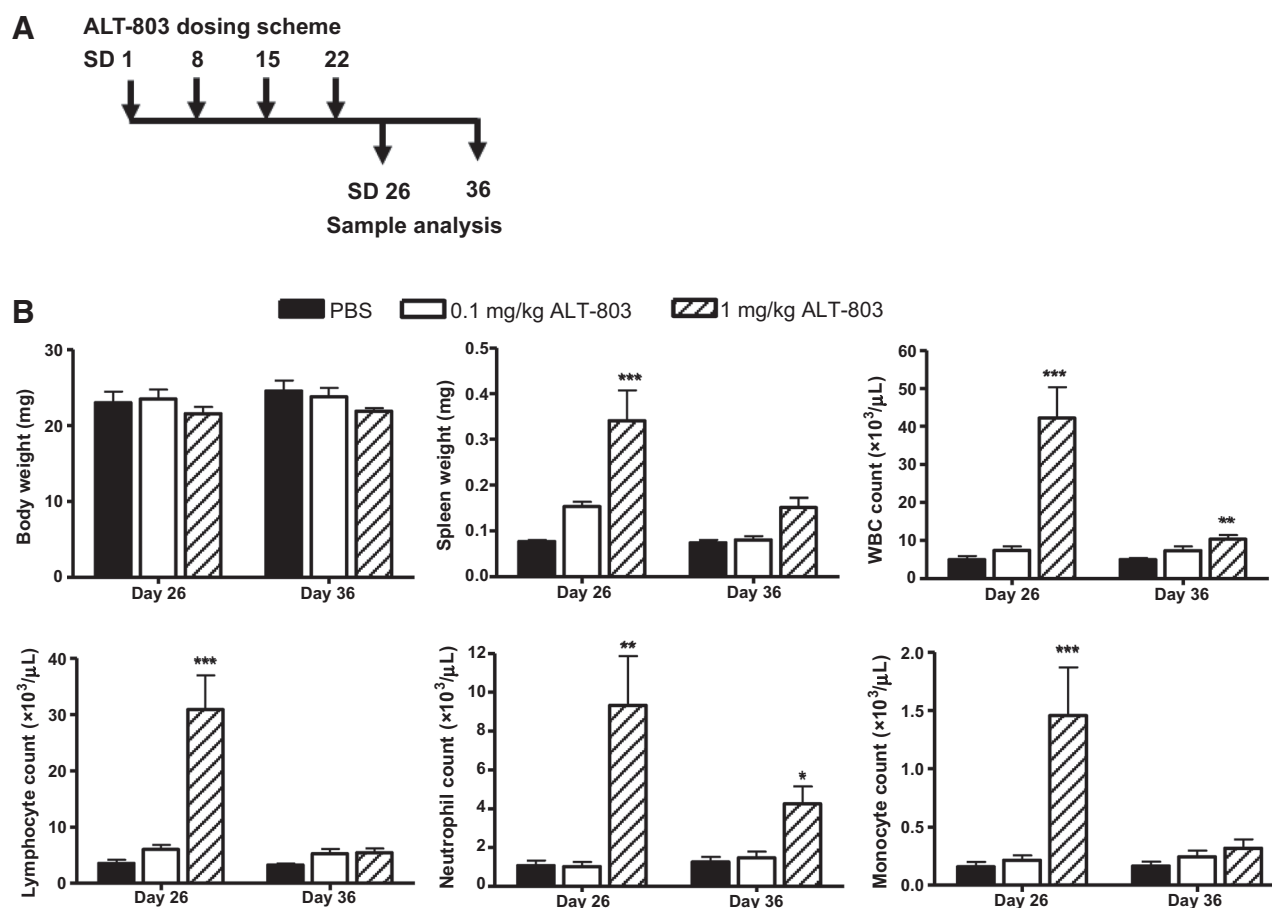 A
ALT-803 dosing scheme
SD 1 8 15 22
SD 26 36
Sample analysis
B
PBS 0.1 mg/kg ALT-803 1 mg/kg ALT-803
Body weight (mg)
30
20
10
0
Day 26 Day 36
Spleen weight (mg)
0.5
0.4
0.3
0.2
0.1
0.0
***
Day 26 Day 36
WBC count (×10³/µL)
60
50
40
30
20
10
0
***
**
Day 26 Day 36
Lymphocyte count (×10³/µL)
40
30
20
10
0
***
Day 26 Day 36
Neutrophil count (×10³/µL)
12
10
8
6
4
2
0
**
*
Day 26 Day 36
Monocyte count (×10³/µL)
2.0
1.5
1.0
0.5
0.0
***
Day 26 Day 36